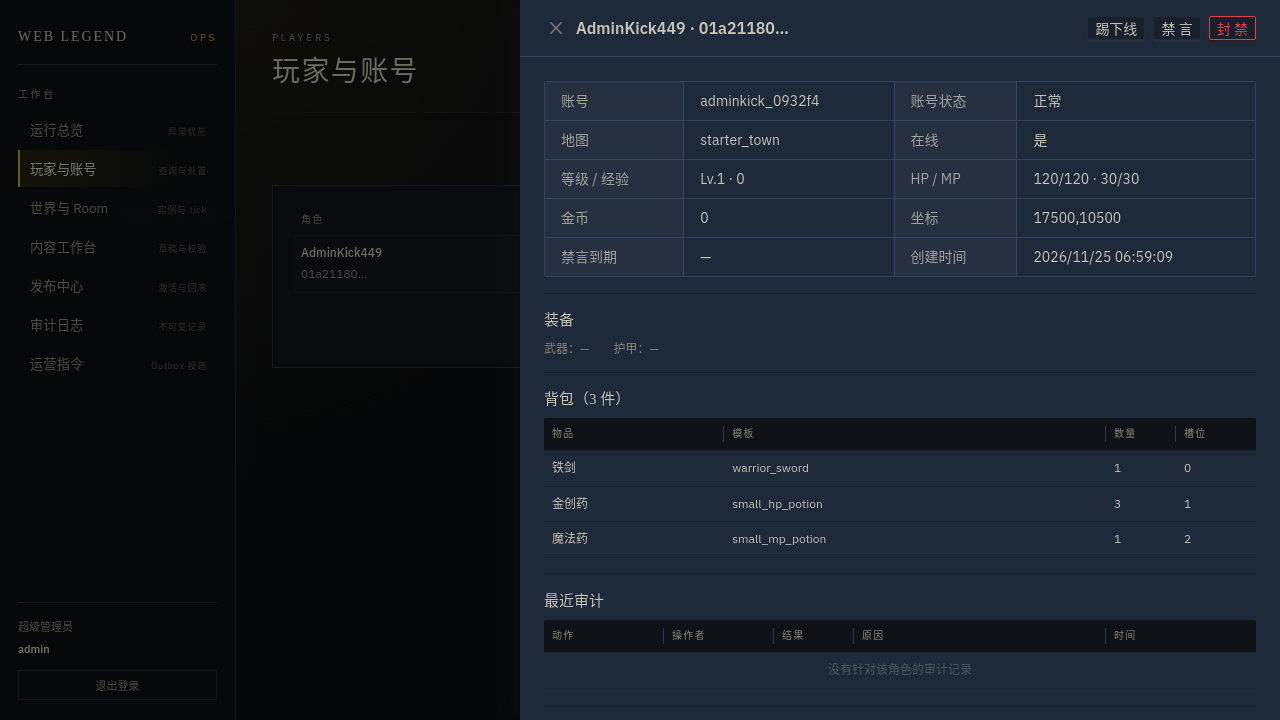 WEB LEGEND OPS
工作台
运行总览 异常优先
玩家与账号 查询与处置
世界与 Room 实例与 tick
内容工作台 草稿与校验
发布中心 激活与回滚
审计日志 不可变记录
运营指令 Outbox 投递
超级管理员
admin
退出登录
PLAYERS
玩家与账号
角色
AdminKick449
01a21180…
AdminKick449 · 01a21180… 踢下线 禁 言 封 禁
账号 adminkick_0932f4 账号状态 正常
地图 starter_town 在线 是
等级 / 经验 Lv.1 · 0 HP / MP 120/120 · 30/30
金币 0 坐标 17500,10500
禁言到期 — 创建时间 2026/11/25 06:59:09
装备
武器：— 护甲：—
背包（3 件）
物品 模板 数量 槽位
铁剑 warrior_sword 1 0
金创药 small_hp_potion 3 1
魔法药 small_mp_potion 1 2
最近审计
动作 操作者 结果 原因 时间
没有针对该角色的审计记录